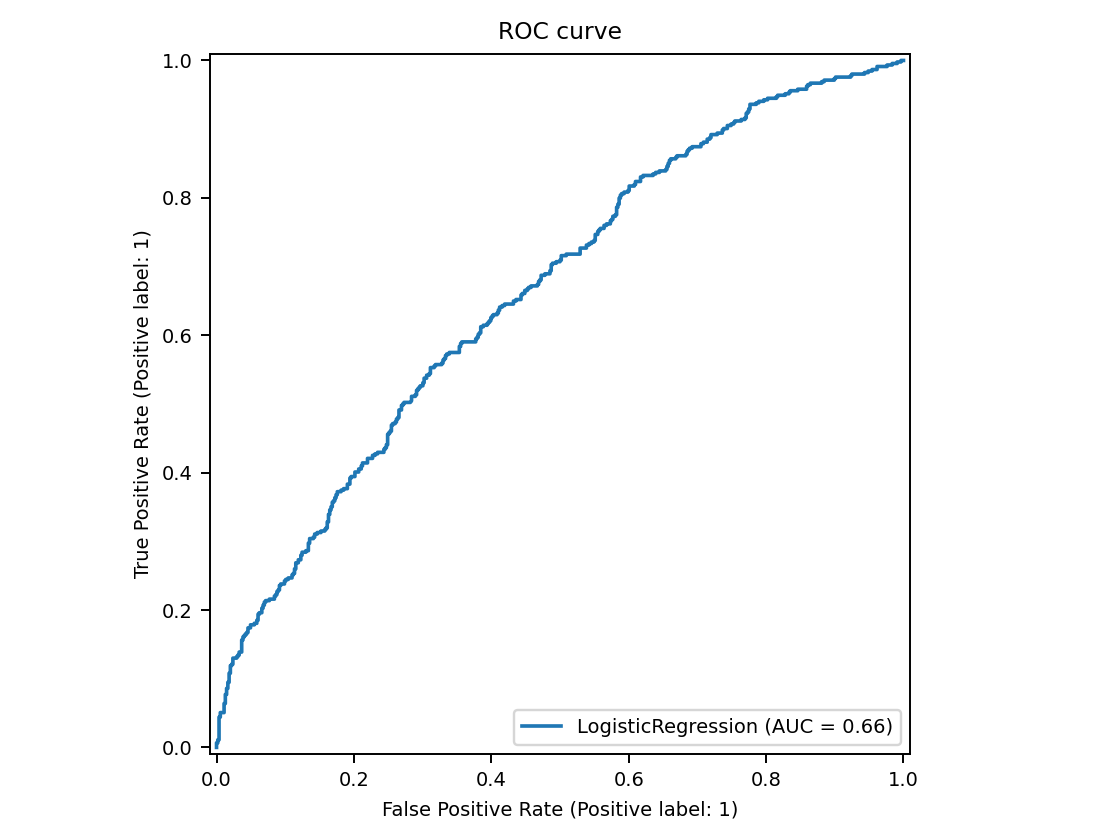 ROC curve
True Positive Rate (Positive label: 1)
1.0
0.8
0.6
0.4
0.2
0.0
LogisticRegression (AUC = 0.66)
0.0 0.2 0.4 0.6 0.8 1.0
False Positive Rate (Positive label: 1)